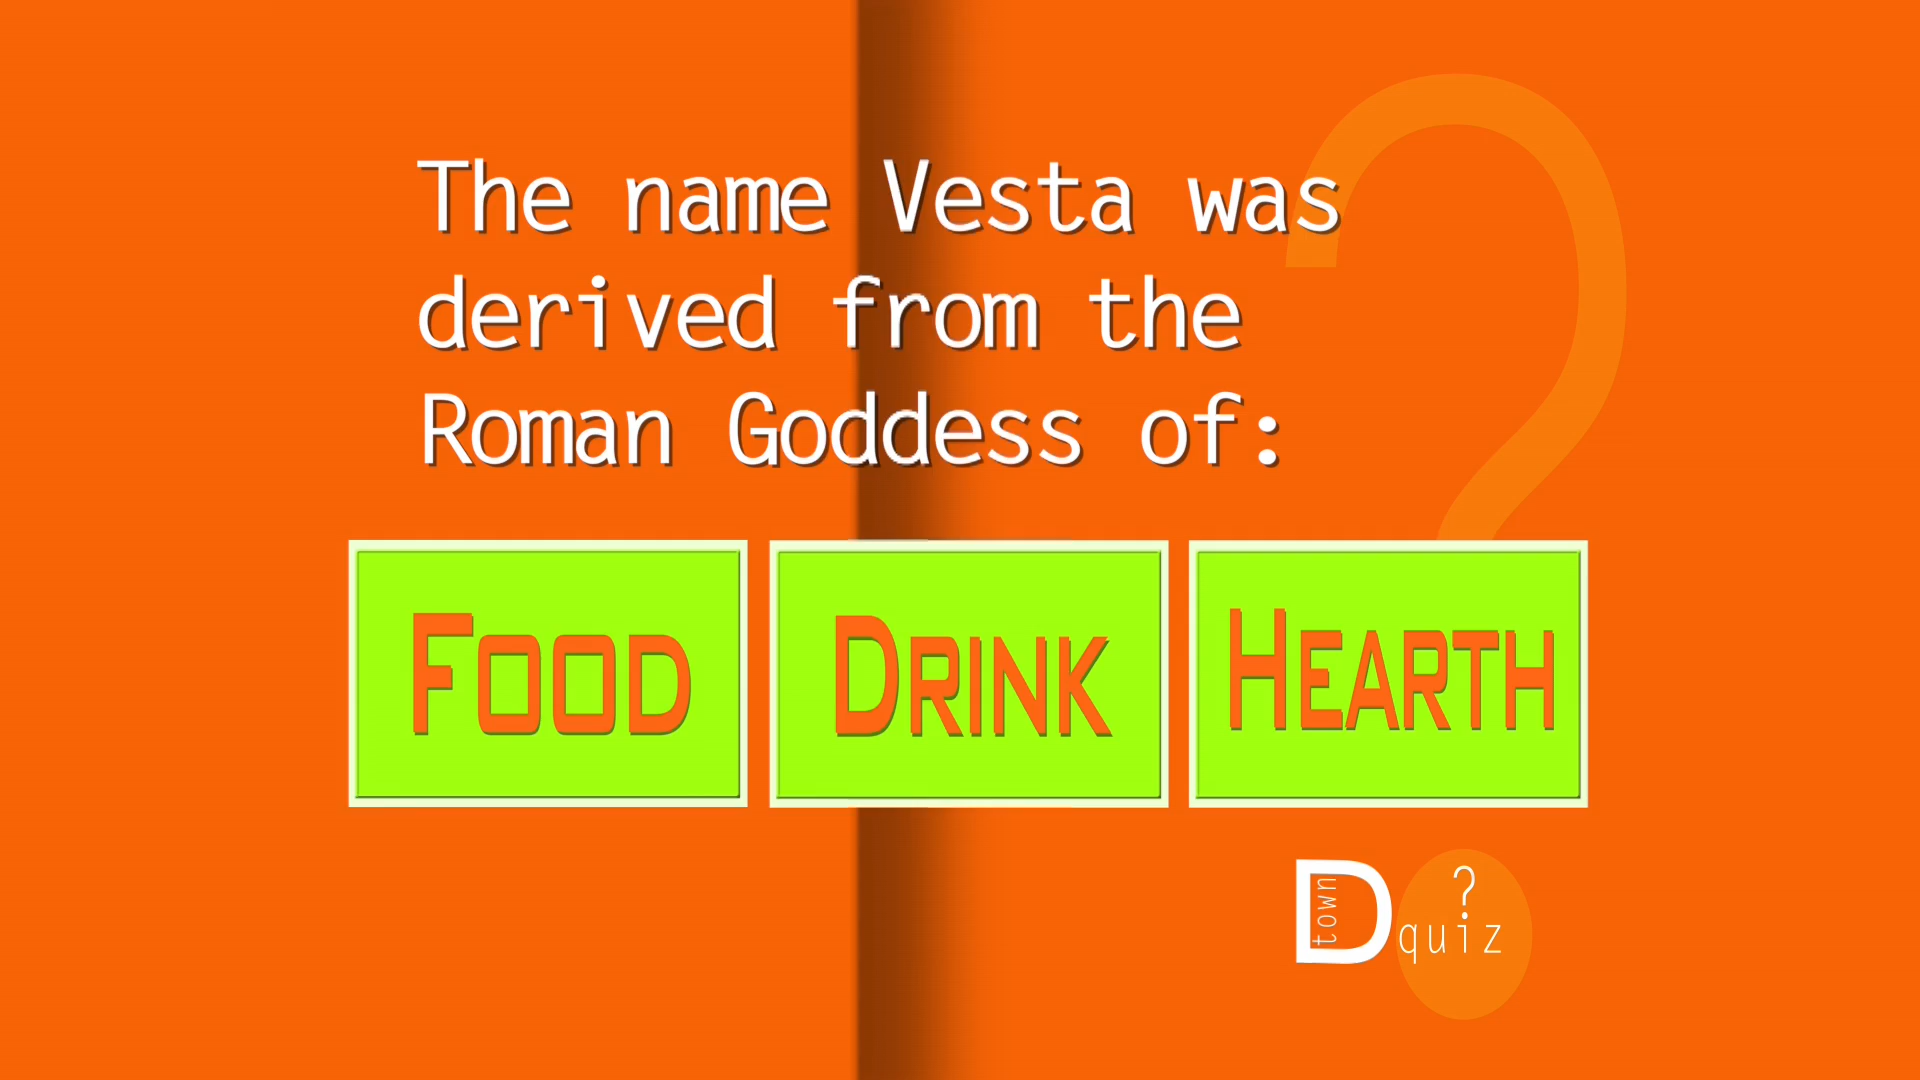 The name Vesta was
derived from the
Roman Goddess of:
FOOD DRINK HEARTH
D town quiz ?